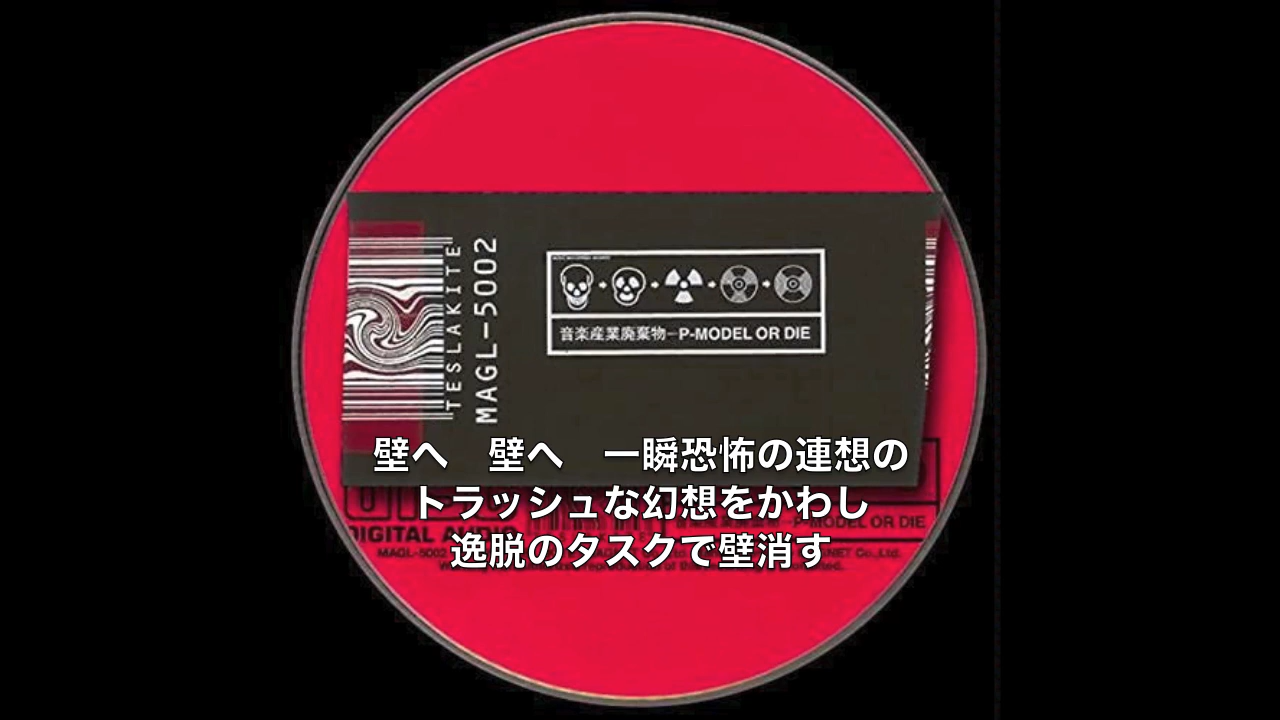 TESLAKITE
MAGL-5002
音楽産業廃棄物─P-MODEL OR DIE
壁へ　壁へ　一瞬恐怖の連想の
トラッシュな幻想をかわし
逸脱のタスクで壁消す
DIGITAL AUDIO
P-MODEL OR DIE
MAGL-5002